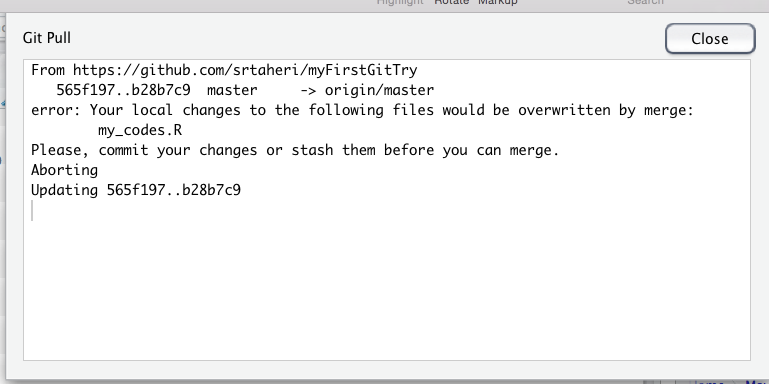 Highlight Rotate Markup Search
Git Pull
Close
From https://github.com/srtaheri/myFirstGitTry
565f197..b28b7c9 master -> origin/master
error: Your local changes to the following files would be overwritten by merge:
my_codes.R
Please, commit your changes or stash them before you can merge.
Aborting
Updating 565f197..b28b7c9